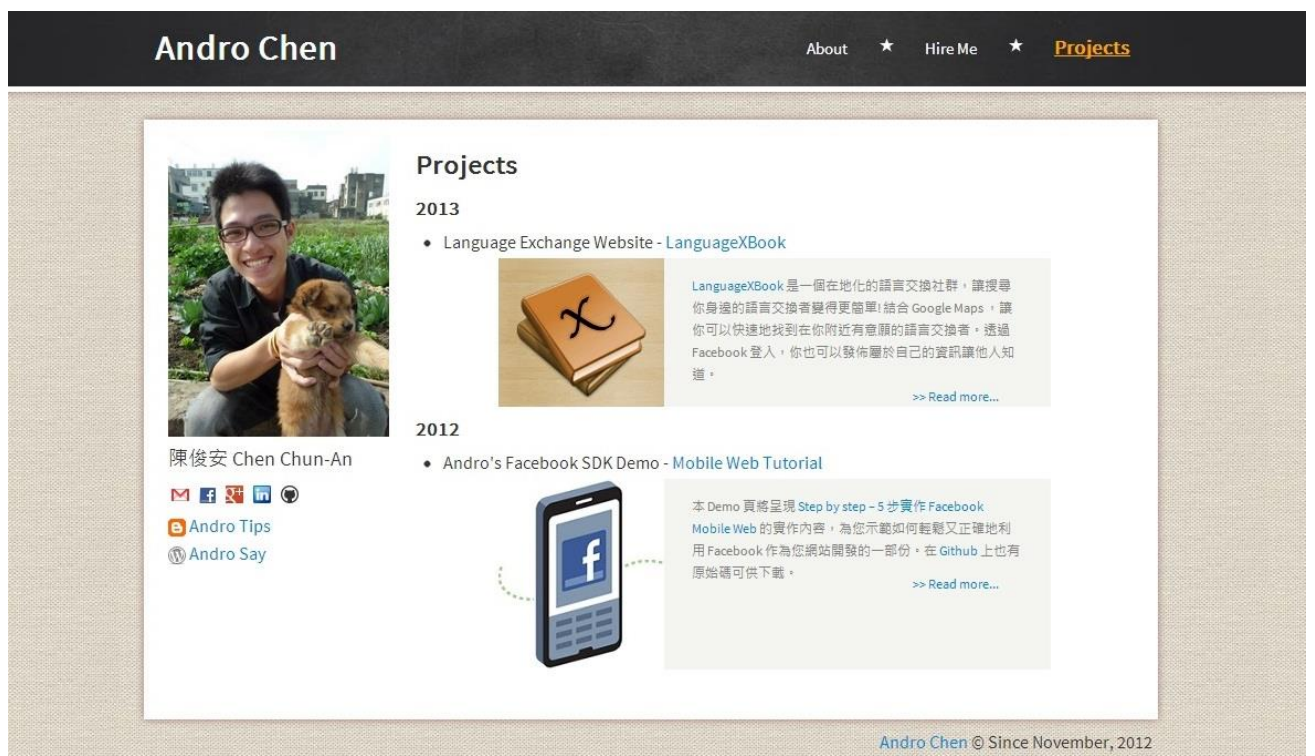 Andro Chen
About ★ Hire Me ★ Projects
Projects
2013
• Language Exchange Website - LanguageXBook
X
LanguageXBook 是一個在地化的語言交換社群，讓搜尋
你身邊的語言交換者變得更簡單! 結合 Google Maps ，讓
你可以快速地找到在你附近有意願的語言交換者。透過
Facebook 登入，你也可以發佈屬於自己的資訊讓他人知
道。
>> Read more...
2012
• Andro's Facebook SDK Demo - Mobile Web Tutorial
f
本 Demo 頁將呈現 Step by step – 5 步實作 Facebook
Mobile Web 的實作內容，為您示範如何輕鬆又正確地利
用 Facebook 作為您網站開發的一部份。在 Github 上也有
原始碼可供下載。
>> Read more...
陳俊安 Chen Chun-An
Andro Tips
Andro Say
Andro Chen © Since November, 2012